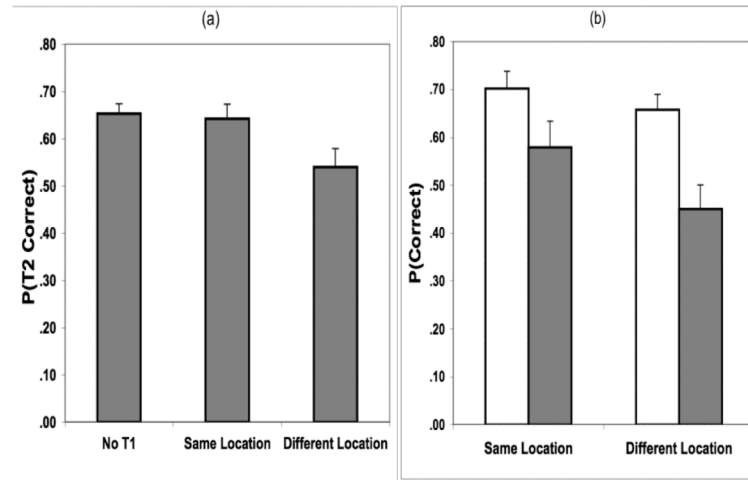 (a)
P(T2 Correct)
.80
.70
.60
.50
.40
.30
.20
.10
.00
No T1
Same Location
Different Location
(b)
P(Correct)
.80
.70
.60
.50
.40
.30
.20
.10
.00
Same Location
Different Location